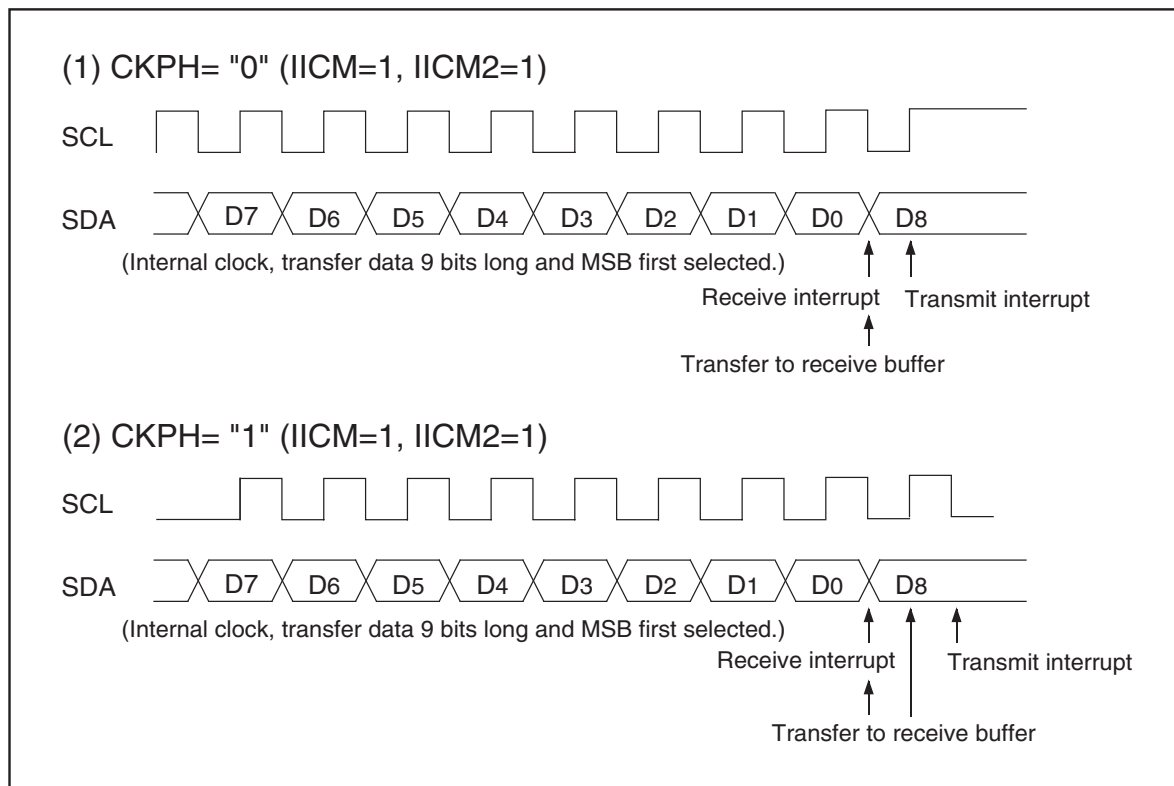 (1) CKPH= "0" (IICM=1, IICM2=1)
SCL
SDA D7 D6 D5 D4 D3 D2 D1 D0 D8
(Internal clock, transfer data 9 bits long and MSB first selected.)
Receive interrupt Transmit interrupt
Transfer to receive buffer
(2) CKPH= "1" (IICM=1, IICM2=1)
SCL
SDA D7 D6 D5 D4 D3 D2 D1 D0 D8
(Internal clock, transfer data 9 bits long and MSB first selected.)
Receive interrupt Transmit interrupt
Transfer to receive buffer